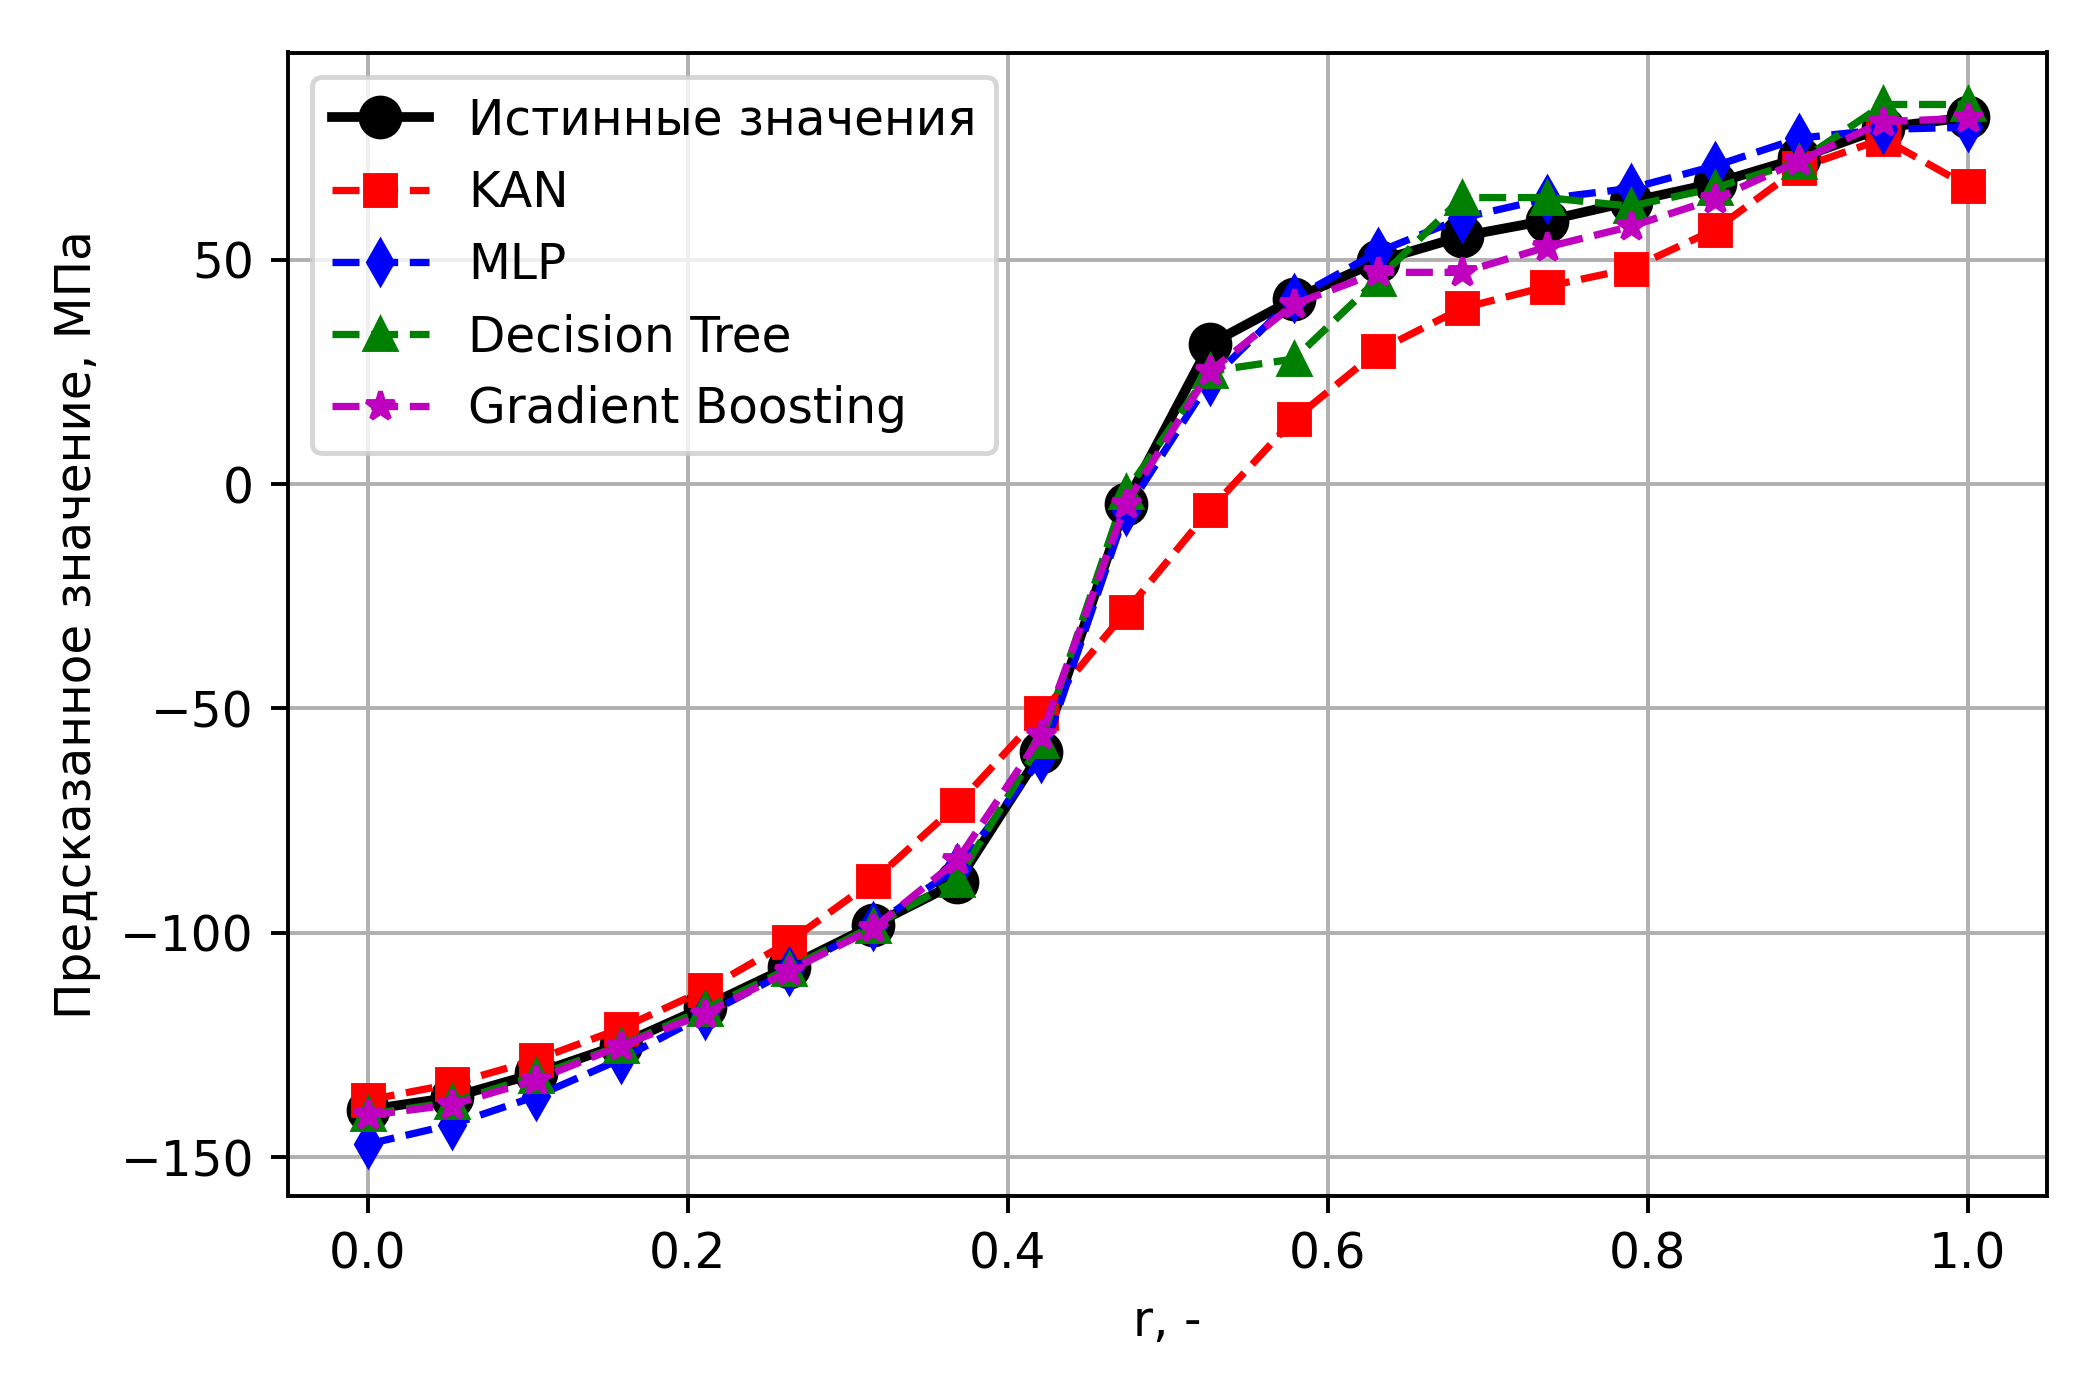 Истинные значения
KAN
MLP
Decision Tree
Gradient Boosting
Предсказанное значение, МПа
50
0
−50
−100
−150
0.0
0.2
0.4
0.6
0.8
1.0
r, -